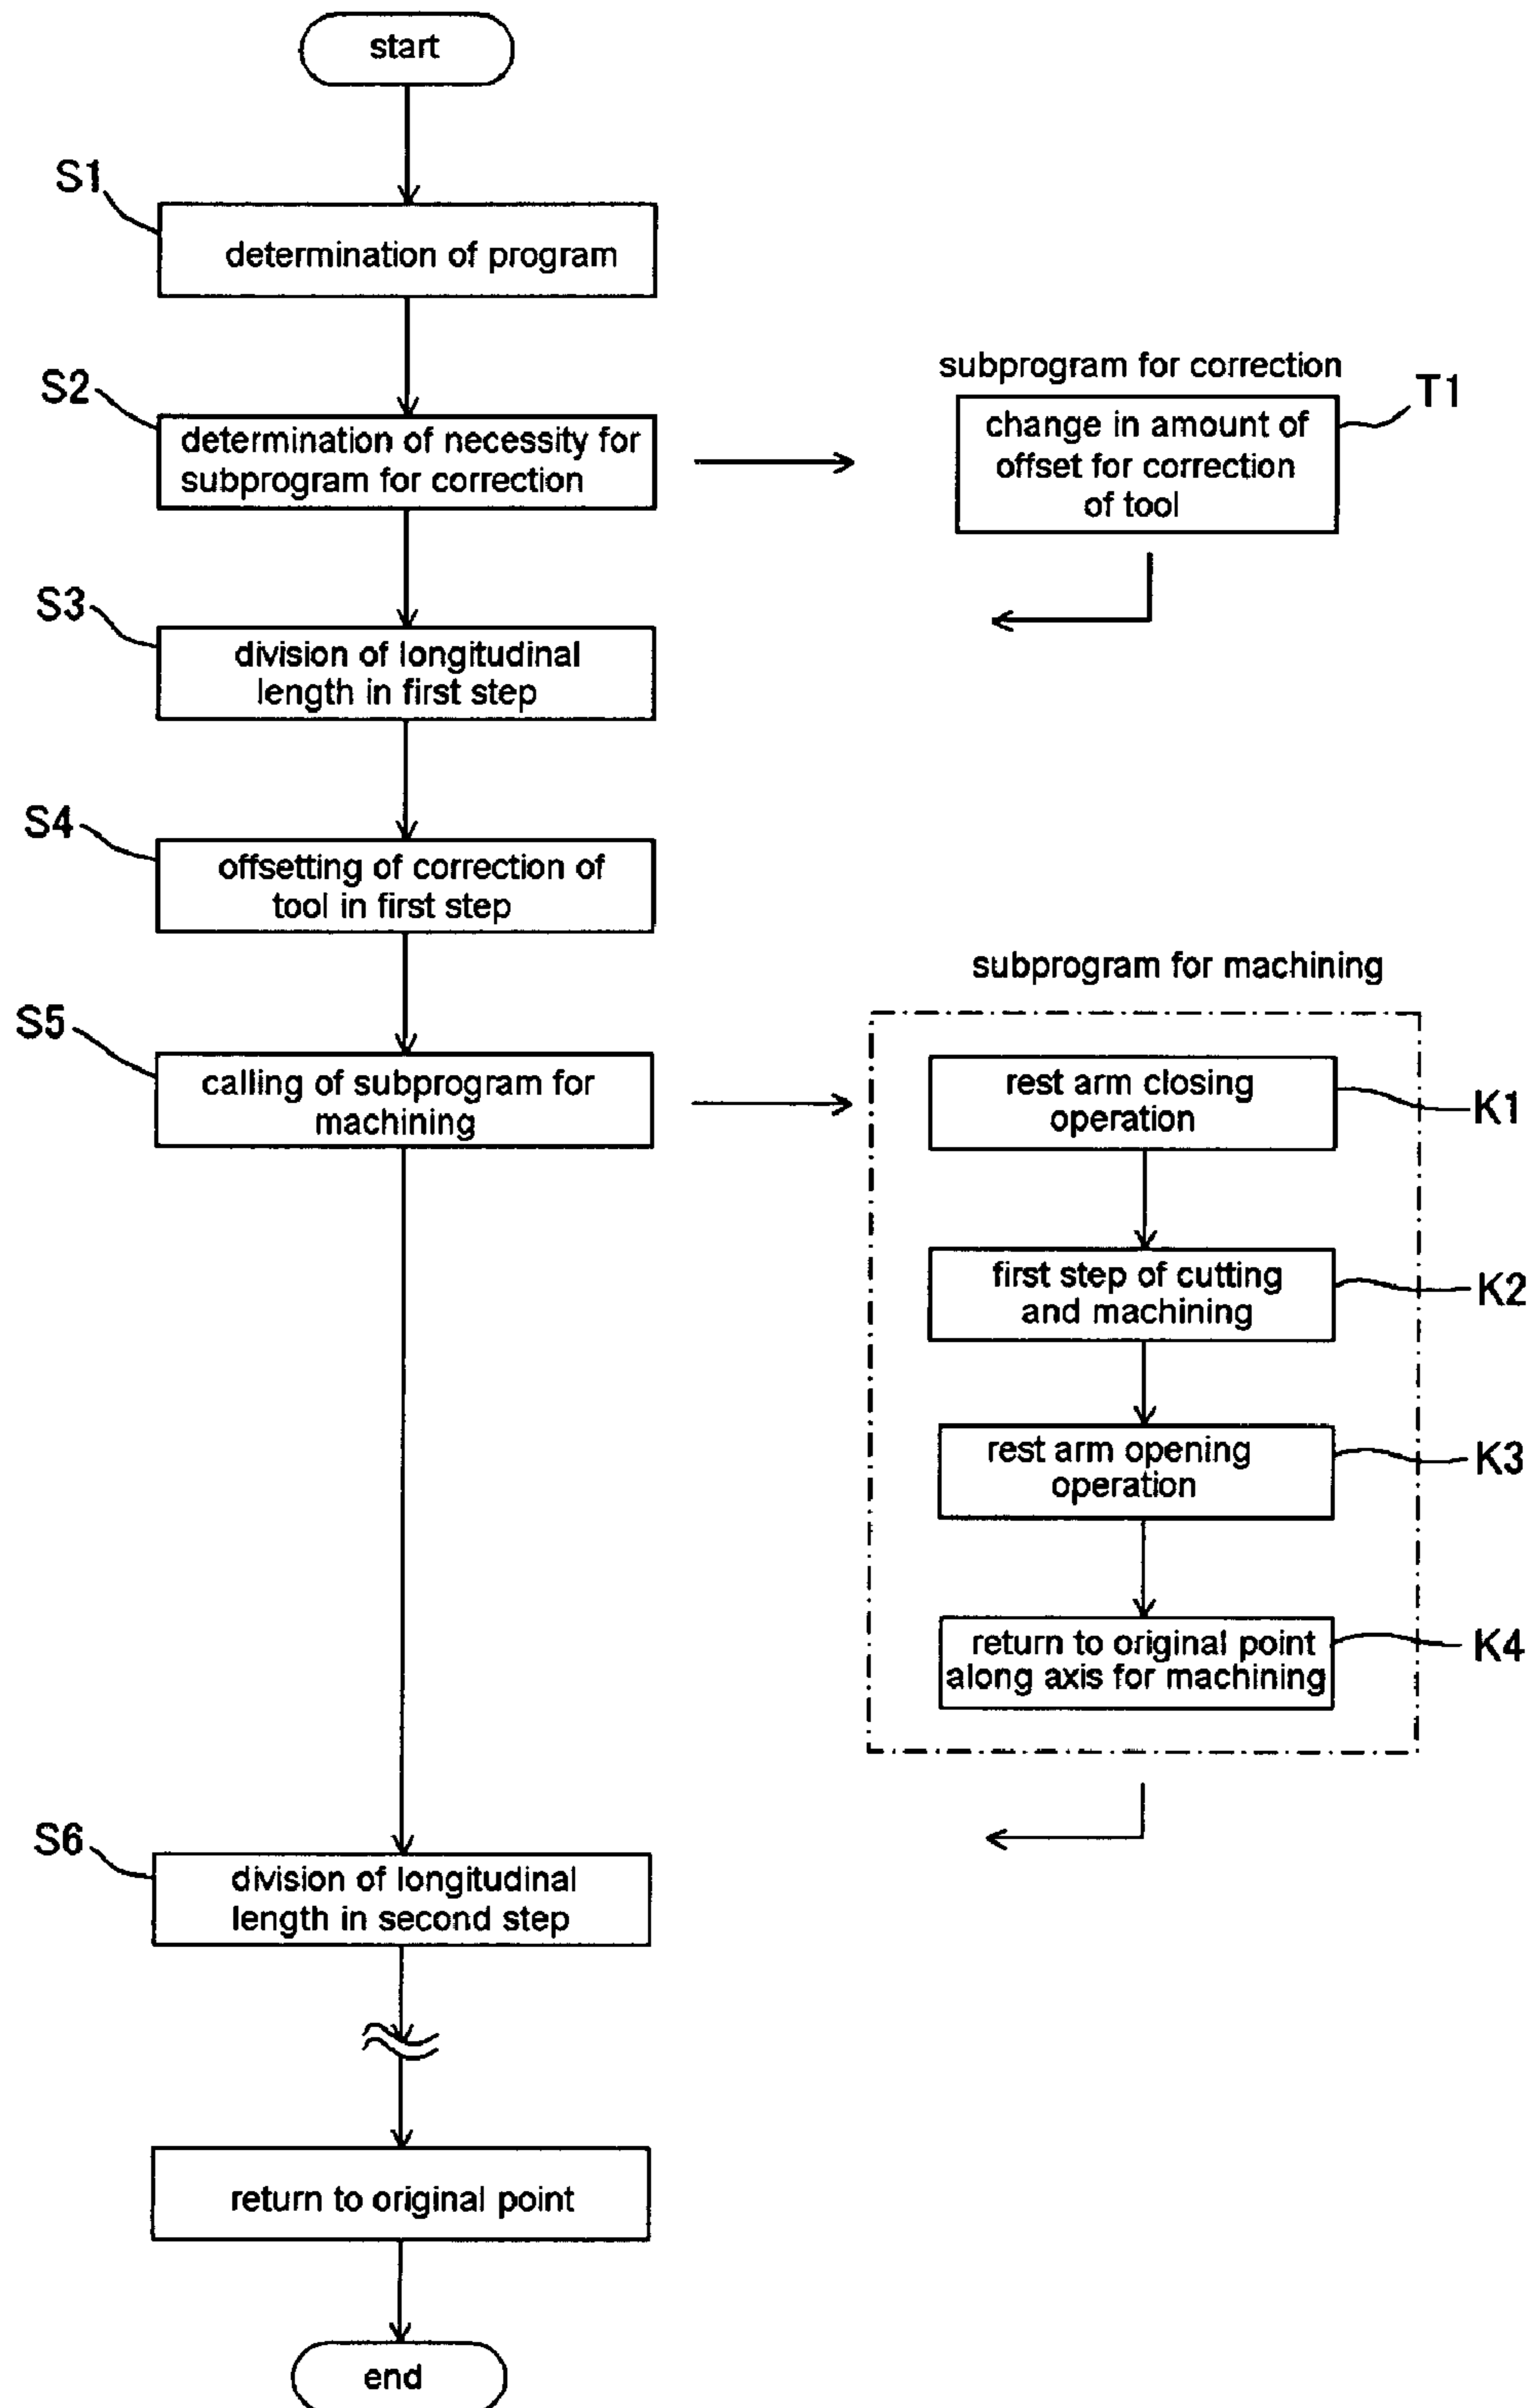 start
S1
determination of program
S2
determination of necessity for
subprogram for correction
subprogram for correction
T1
change in amount of
offset for correction
of tool
S3
division of longitudinal
length in first step
S4
offsetting of correction of
tool in first step
S5
calling of subprogram for
machining
subprogram for machining
rest arm closing
operation
K1
first step of cutting
and machining
K2
rest arm opening
operation
K3
return to original point
along axis for machining
K4
S6
division of longitudinal
length in second step
return to original point
end